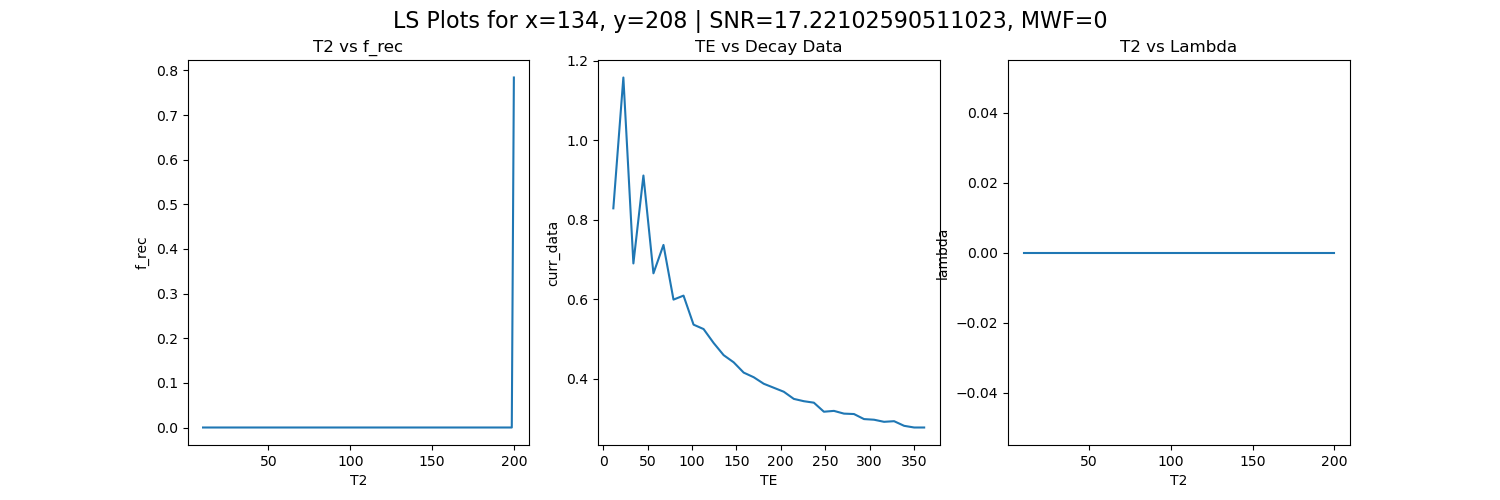 LS Plots for x=134, y=208 | SNR=17.22102590511023, MWF=0
T2 vs f_rec
0.8
0.7
0.6
0.5
0.4
0.3
0.2
0.1
0.0
f_rec
50 100 150 200
T2
TE vs Decay Data
1.2
1.0
0.8
0.6
0.4
curr_data
0 50 100 150 200 250 300 350
TE
T2 vs Lambda
0.04
0.02
0.00
−0.02
−0.04
lambda
50 100 150 200
T2